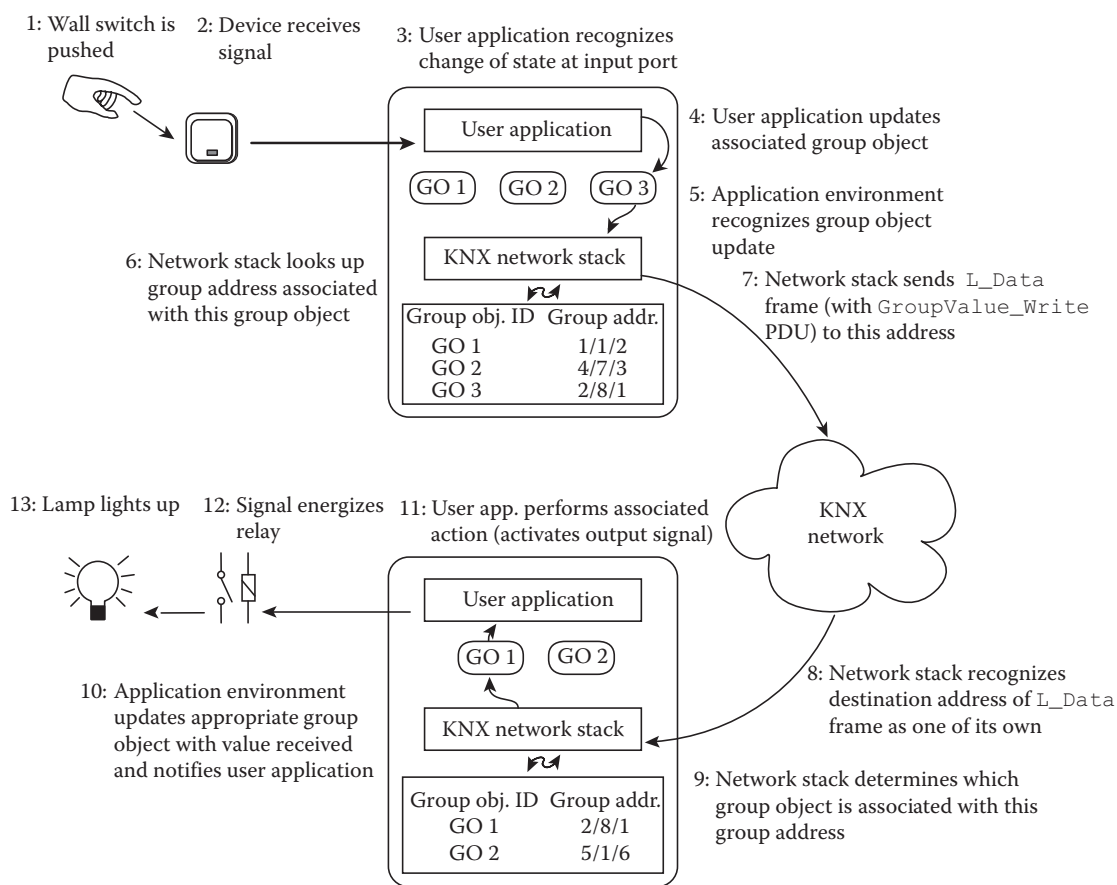 1: Wall switch is
pushed
2: Device receives
signal
3: User application recognizes
change of state at input port
User application
4: User application updates
associated group object
GO 1 GO 2 GO 3
5: Application environment
recognizes group object
update
KNX network stack
6: Network stack looks up
group address associated
with this group object
7: Network stack sends L_Data
frame (with GroupValue_Write
PDU) to this address
Group obj. ID Group addr.
GO 1 1/1/2
GO 2 4/7/3
GO 3 2/8/1
KNX
network
13: Lamp lights up
12: Signal energizes
relay
11: User app. performs associated
action (activates output signal)
User application
GO 1 GO 2
8: Network stack recognizes
destination address of L_Data
frame as one of its own
10: Application environment
updates appropriate group
object with value received
and notifies user application
KNX network stack
9: Network stack determines which
group object is associated with this
group address
Group obj. ID Group addr.
GO 1 2/8/1
GO 2 5/1/6